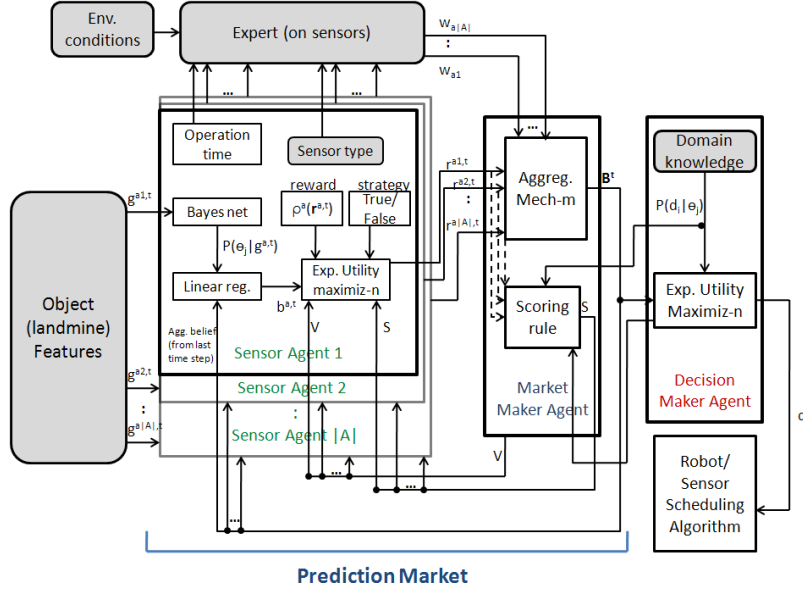 Env.
conditions
Expert (on sensors)
w_a|A|
:
w_a1
...
...
...
Operation
time
Sensor type
reward
strategy
ρ^a(r^a,t)
True/
False
g^a1,t
Bayes net
P(ɵ_j|g^a,t)
Linear reg.
b^a,t
Exp. Utility
maximiz-n
V
S
Agg. belief
(from last
time step)
Sensor Agent 1
Sensor Agent 2
:
Sensor Agent |A|
Object
(landmine)
Features
g^a2,t
:
g^a|A|,t
r^a1,t
r^a2,t
:
r^a|A|,t
Aggreg.
Mech-m
B^t
Scoring
rule
S
Market
Maker Agent
V
Domain
knowledge
P(d_i|ɵ_j)
Exp. Utility
Maximiz-n
Decision
Maker Agent
d
...
...
...
Robot/
Sensor
Scheduling
Algorithm
Prediction Market